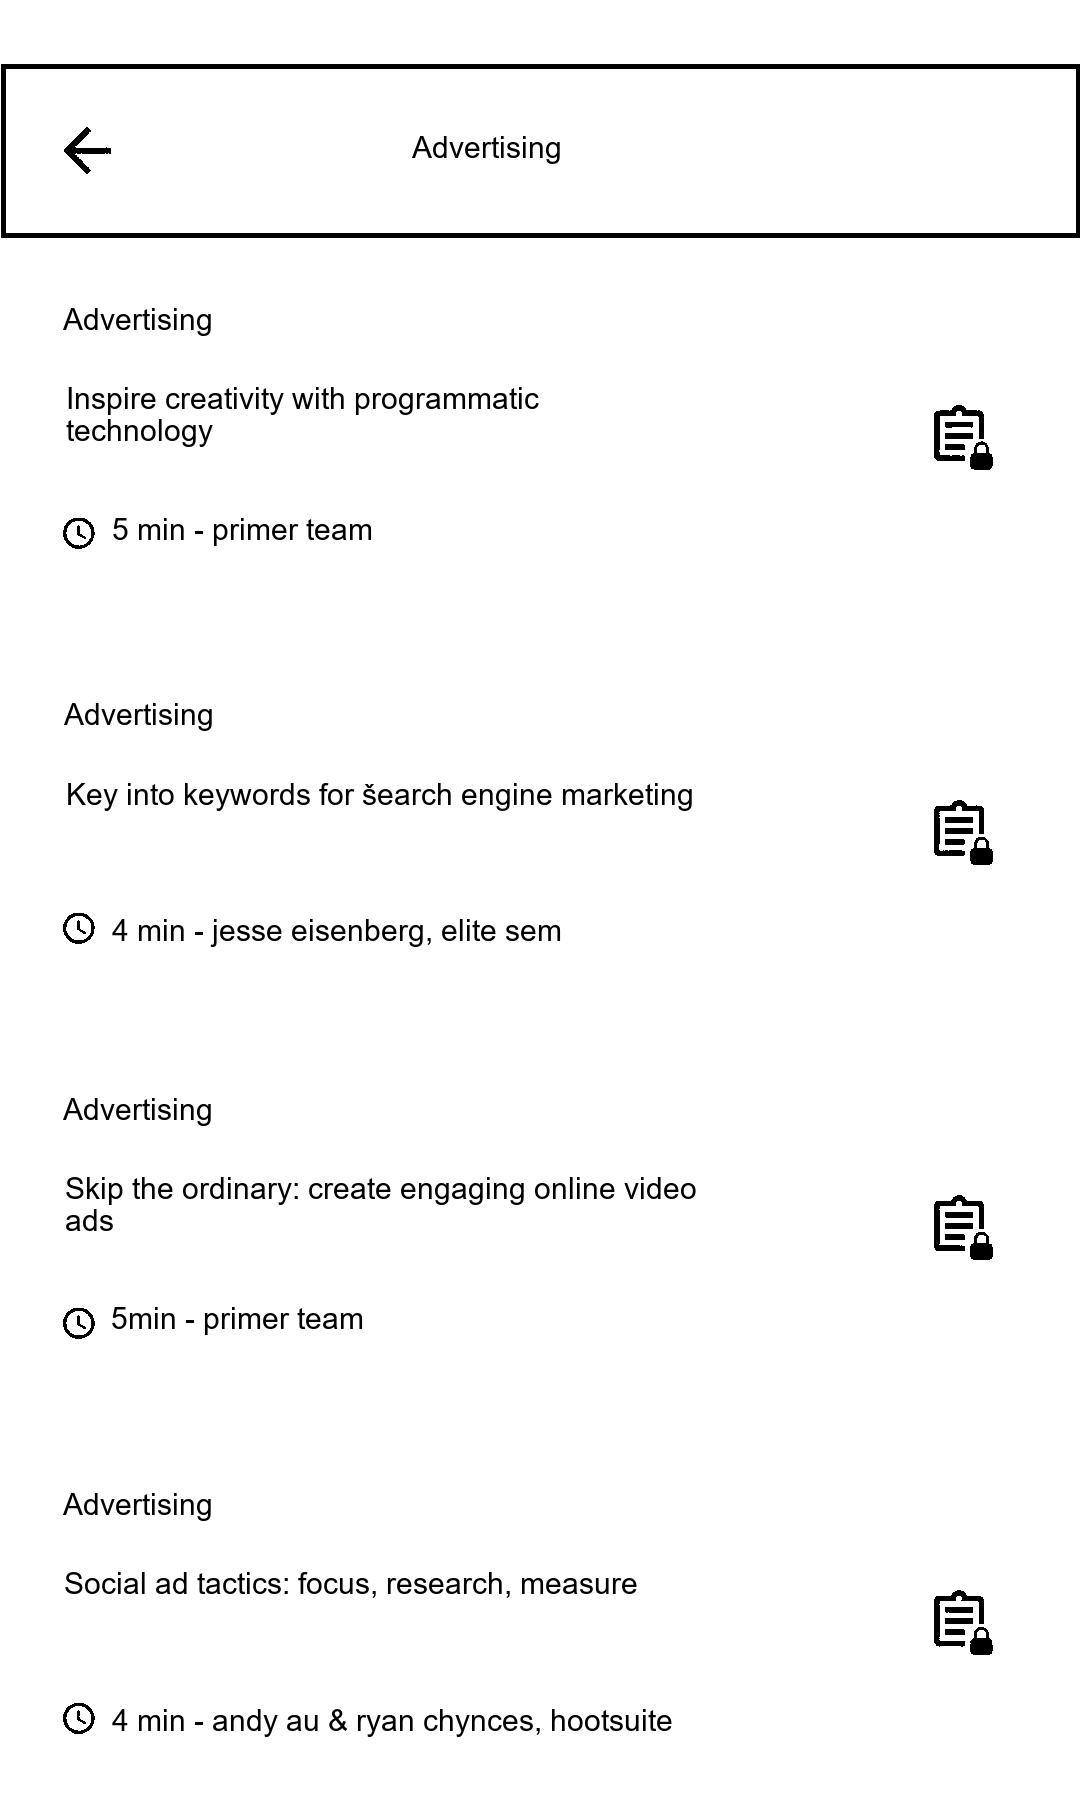 Advertising
Advertising
Inspire creativity with programmatic
technology
5 min - primer team
Advertising
Key into keywords for šearch engine marketing
4 min - jesse eisenberg, elite sem
Advertising
Skip the ordinary: create engaging online video
ads
5min - primer team
Advertising
Social ad tactics: focus, research, measure
4 min - andy au & ryan chynces, hootsuite